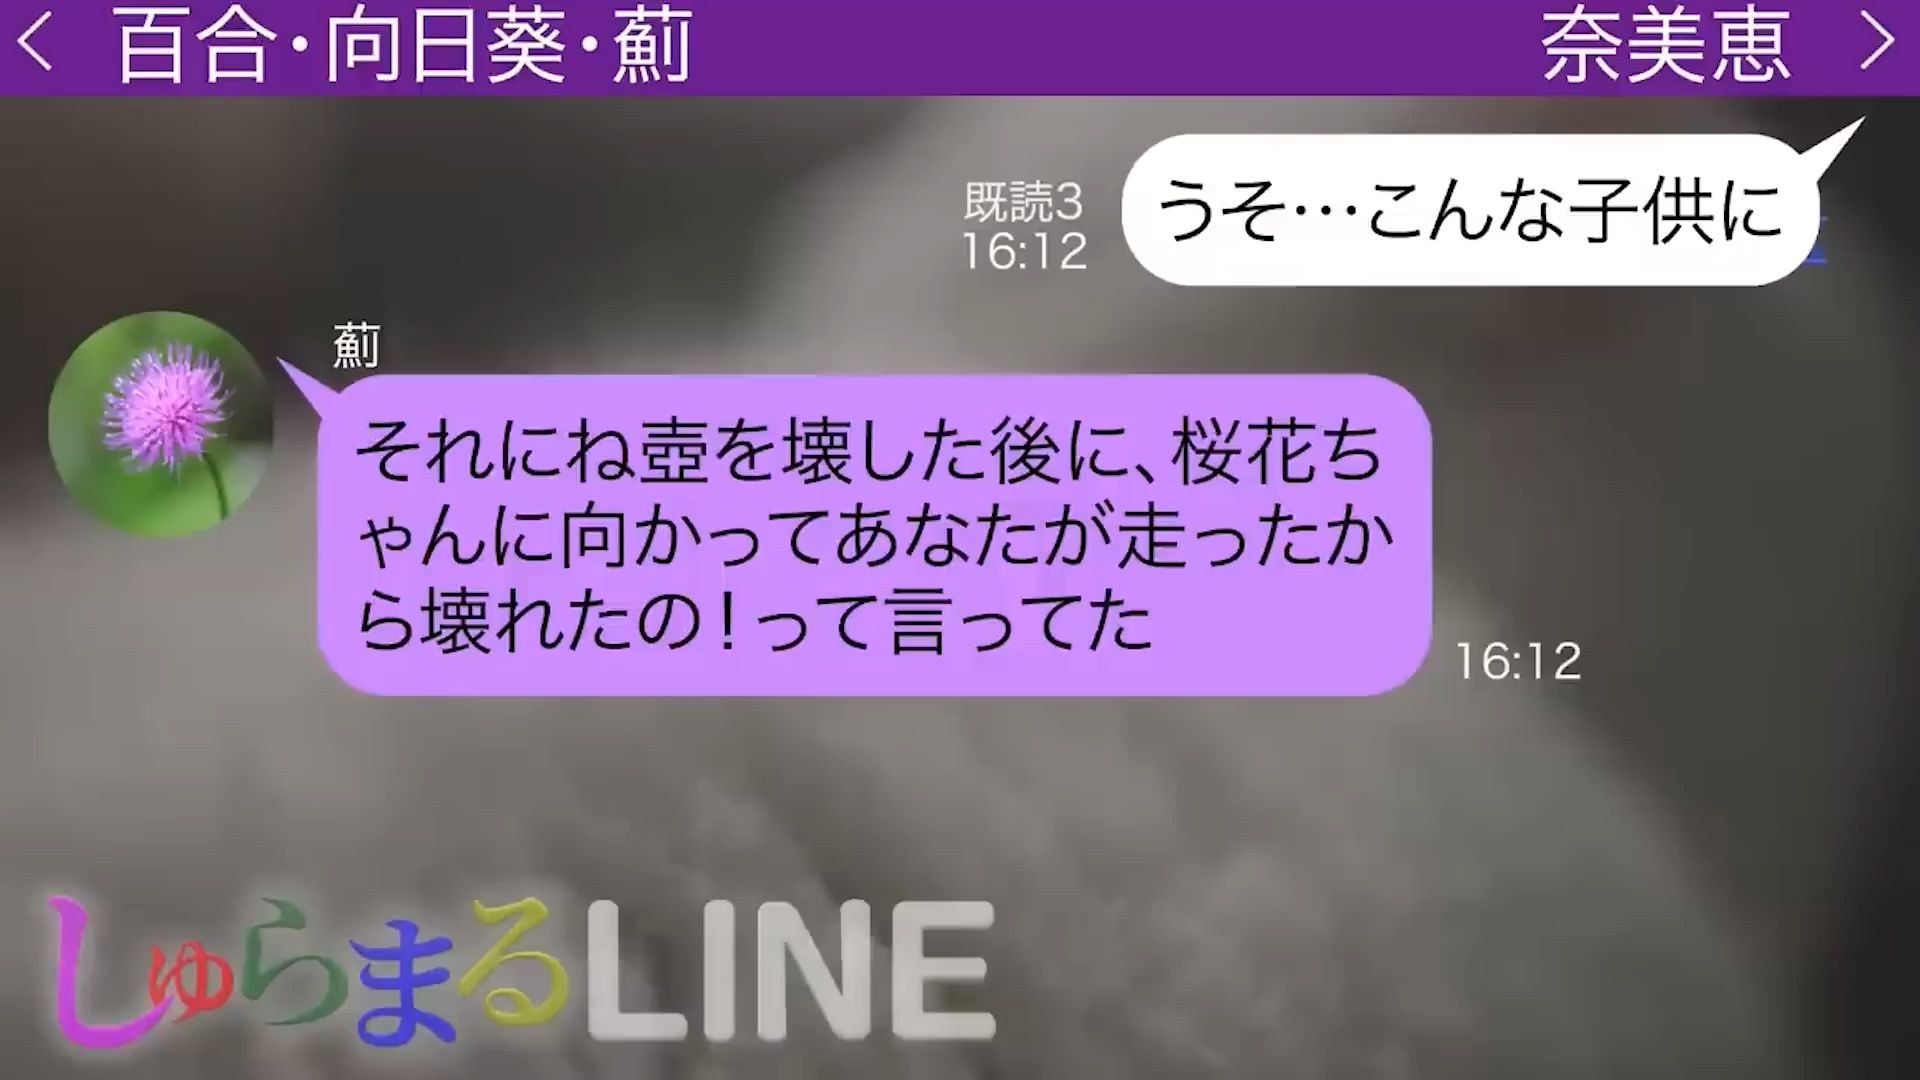 百合・向日葵・薊
奈美恵
うそ…こんな子供に
既読3
16:12
薊
それにね壺を壊した後に、桜花ち
ゃんに向かってあなたが走ったか
ら壊れたの！って言ってた
16:12
しゅらまるLINE